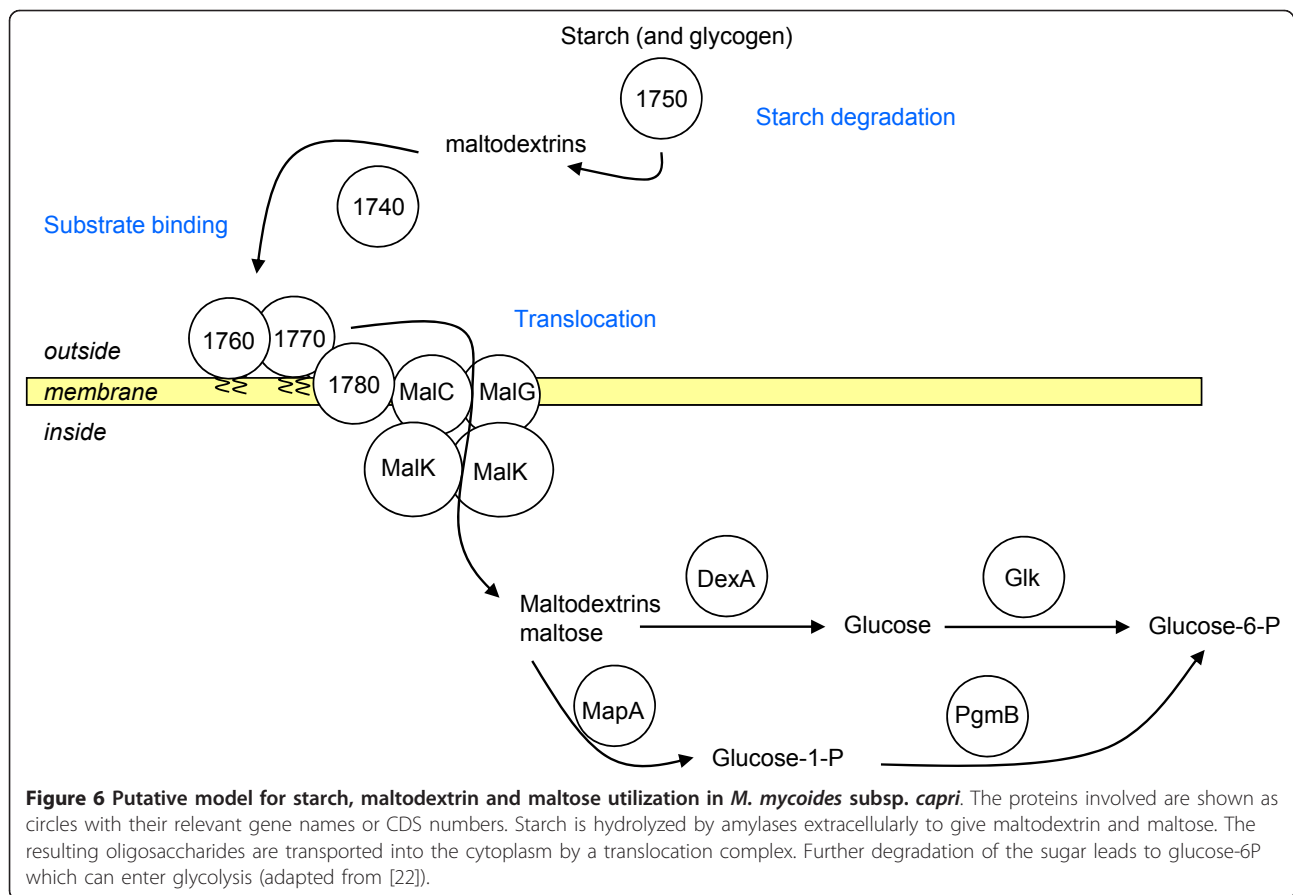 Starch (and glycogen)
1750
Starch degradation
maltodextrins
1740
Substrate binding
1760
1770
Translocation
outside
1780
MalC
MalG
membrane
inside
MalK
MalK
DexA
Glk
Maltodextrins
maltose
Glucose
Glucose-6-P
MapA
PgmB
Glucose-1-P
Figure 6 Putative model for starch, maltodextrin and maltose utilization in M. mycoides subsp. capri. The proteins involved are shown as
circles with their relevant gene names or CDS numbers. Starch is hydrolyzed by amylases extracellularly to give maltodextrin and maltose. The
resulting oligosaccharides are transported into the cytoplasm by a translocation complex. Further degradation of the sugar leads to glucose-6P
which can enter glycolysis (adapted from [22]).